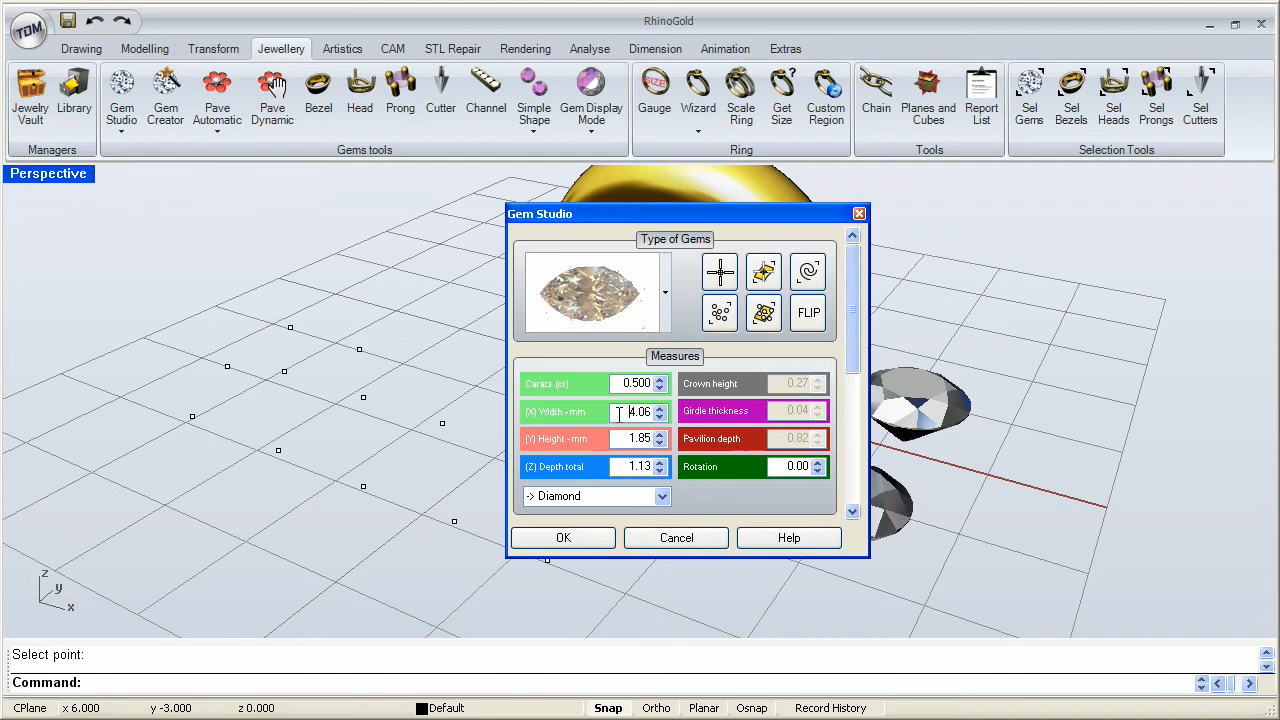 RhinoGold
TDM
Drawing Modelling Transform Jewellery Artistics CAM STL Repair Rendering Analyse Dimension Animation Extras
Jewelry Vault
Library
Gem Studio
Gem Creator
Pave Automatic
Pave Dynamic
Bezel
Head
Prong
Cutter
Channel
Simple Shape
Gem Display Mode
SIZE
Gauge
Wizard
Scale Ring
Get Size
Custom Region
Chain
Planes and Cubes
Report List
Sel Gems
Sel Bezels
Sel Heads
Sel Prongs
Sel Cutters
Managers
Gems tools
Ring
Tools
Selection Tools
Perspective
Gem Studio
Type of Gems
FLIP
Measures
Carats (ct) 0.500 Crown height 0.27
(X) Width - mm 4.06 Girdle thickness 0.04
(Y) Height - mm 1.85 Pavilion depth 0.82
(Z) Depth total 1.13 Rotation 0.00
-> Diamond
OK Cancel Help
z
y
x
Select point:
Command:
CPlane x 6.000 y -3.000 z 0.000 Default Snap Ortho Planar Osnap Record History